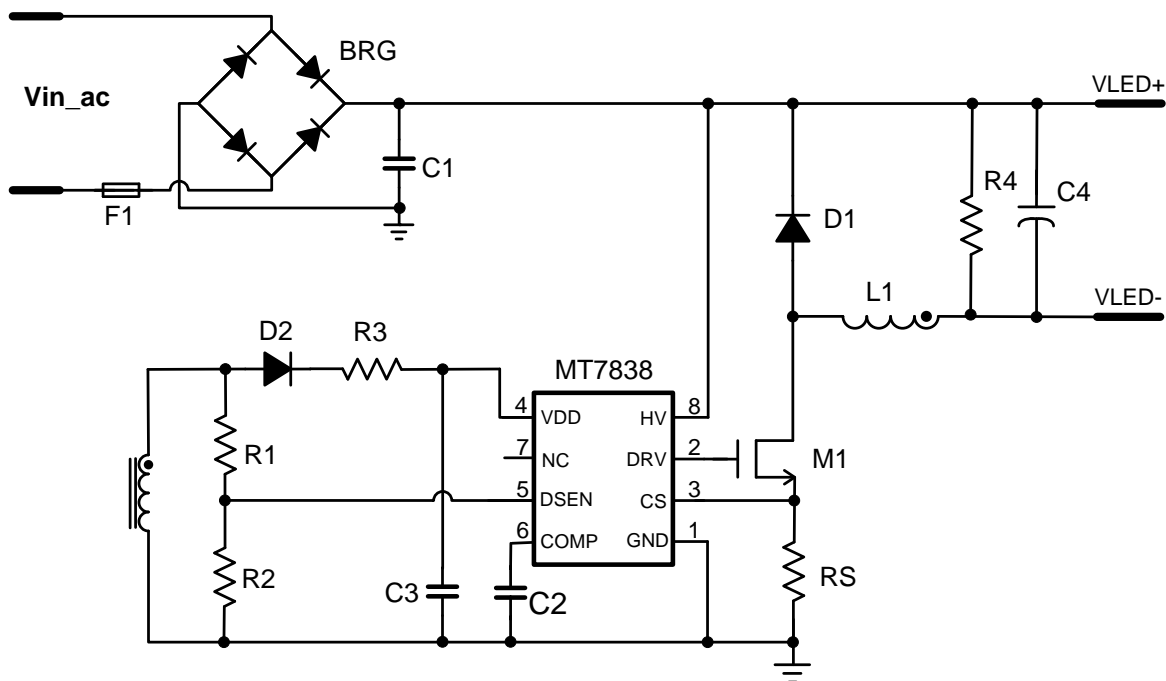 BRG
VLED+
Vin_ac
C1
R4
C4
F1
D1
L1
VLED-
D2
R3
MT7838
4
VDD
HV
8
R1
7
NC
DRV
2
M1
5
DSEN
CS
3
6
COMP
GND
1
R2
C3
C2
RS